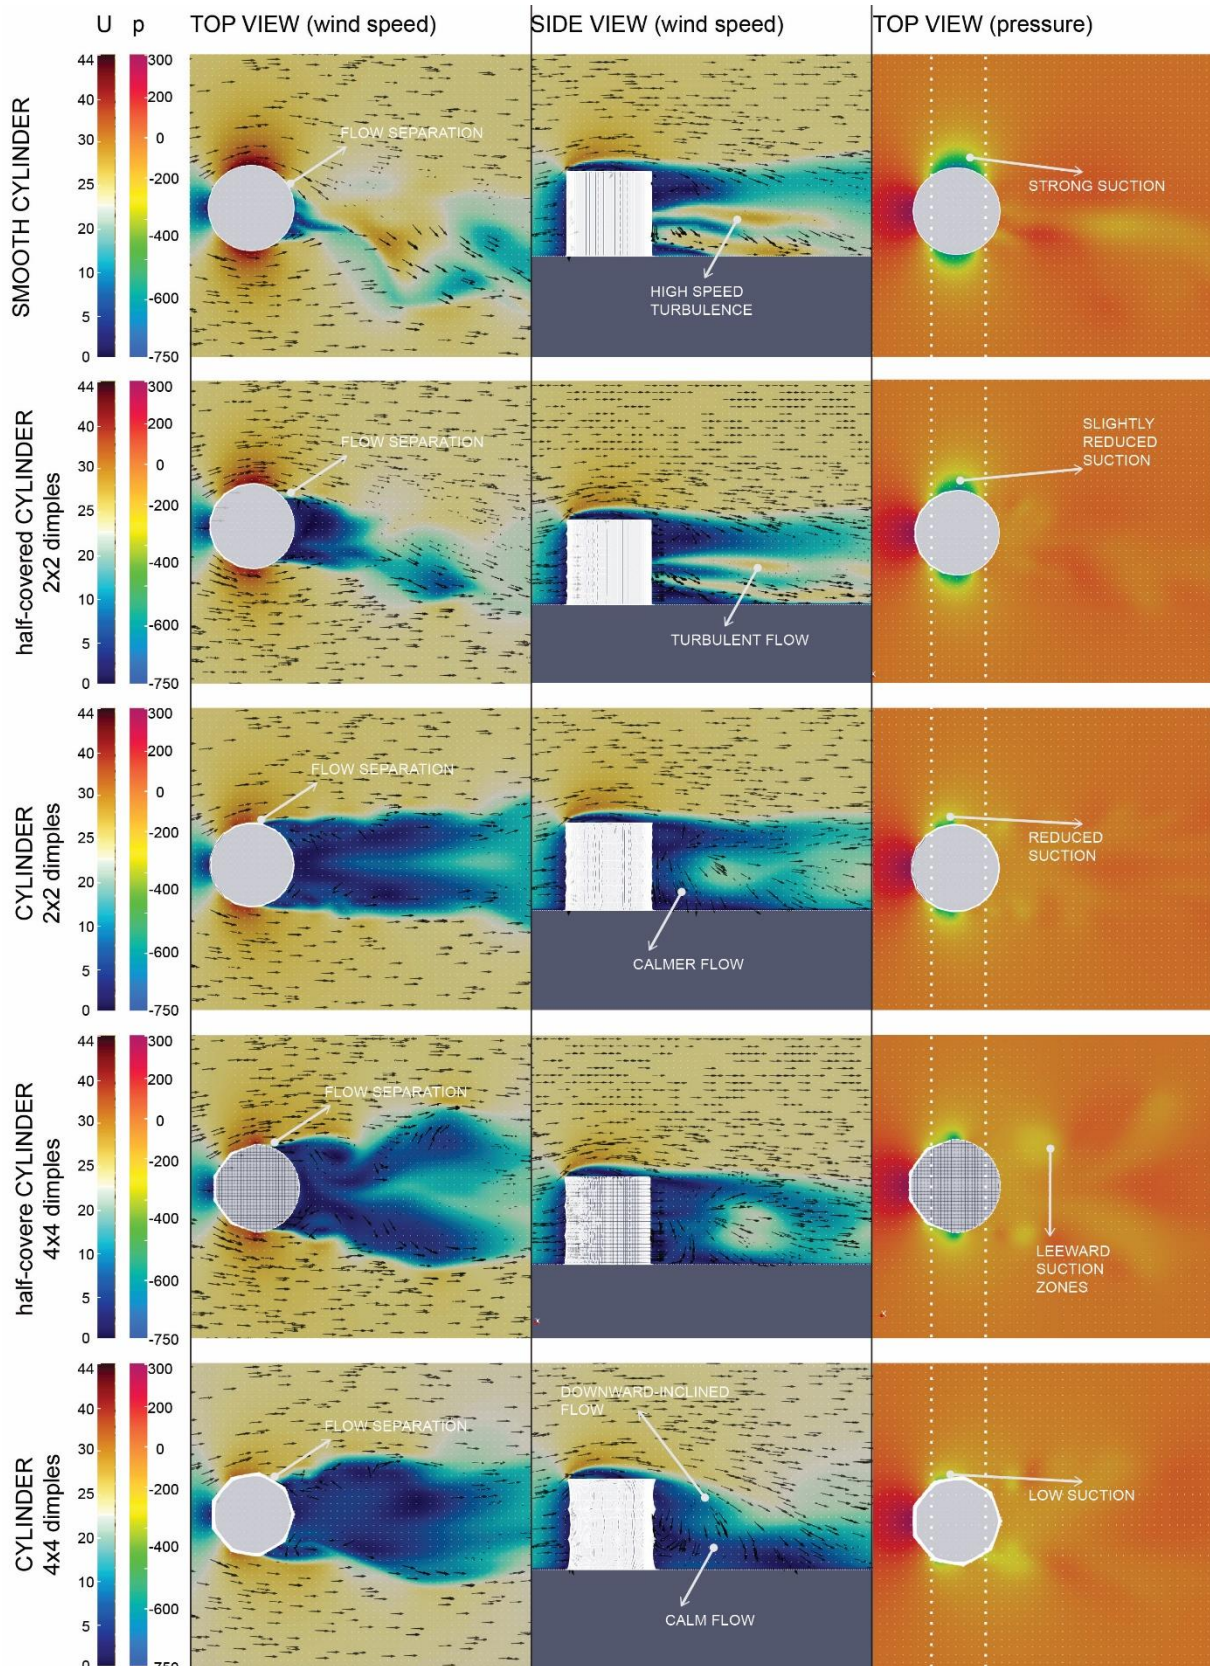 U p TOP VIEW (wind speed) SIDE VIEW (wind speed) TOP VIEW (pressure)
SMOOTH CYLINDER
44
40
30
25
20
10
5
0
300
200
0
-200
-400
-600
-750
FLOW SEPARATION
HIGH SPEED
TURBULENCE
STRONG SUCTION
half-covered CYLINDER
2x2 dimples
44
40
30
25
20
10
5
0
300
200
0
-200
-400
-600
-750
FLOW SEPARATION
TURBULENT FLOW
SLIGHTLY
REDUCED
SUCTION
CYLINDER
2x2 dimples
44
40
30
25
20
10
5
0
300
200
0
-200
-400
-600
-750
FLOW SEPARATION
CALMER FLOW
REDUCED
SUCTION
half-covere CYLINDER
4x4 dimples
44
40
30
25
20
10
5
0
300
200
0
-200
-400
-600
-750
FLOW SEPARATION
LEEWARD
SUCTION
ZONES
CYLINDER
4x4 dimples
44
40
30
25
20
10
5
0
300
200
0
-200
-400
-600
-750
FLOW SEPARATION
DOWNWARD-INCLINED
FLOW
CALM FLOW
LOW SUCTION